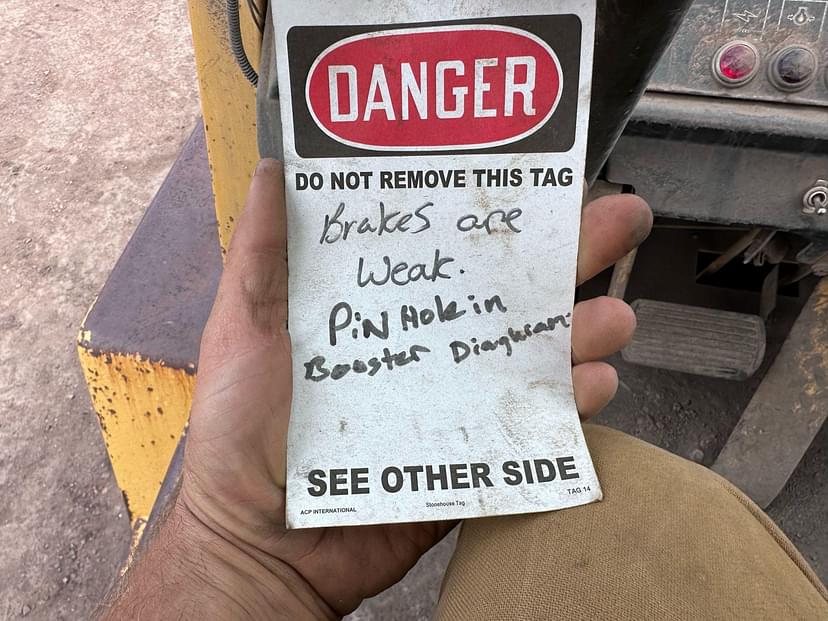 DANGER
DO NOT REMOVE THIS TAG
Brakes are
Weak.
PiN Hole in
Booster Diaghram.
SEE OTHER SIDE
ACP INTERNATIONAL
Stonehouse Tag
TAG 14